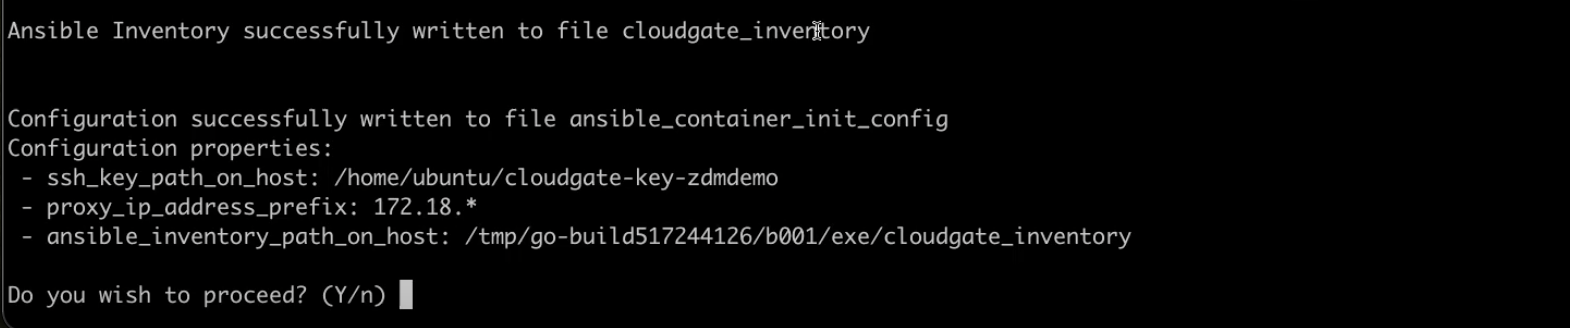 Ansible Inventory successfully written to file cloudgate_inventory
Configuration successfully written to file ansible_container_init_config
Configuration properties:
- ssh_key_path_on_host: /home/ubuntu/cloudgate-key-zdmdemo
- proxy_ip_address_prefix: 172.18.*
- ansible_inventory_path_on_host: /tmp/go-build517244126/b001/exe/cloudgate_inventory
Do you wish to proceed? (Y/n)